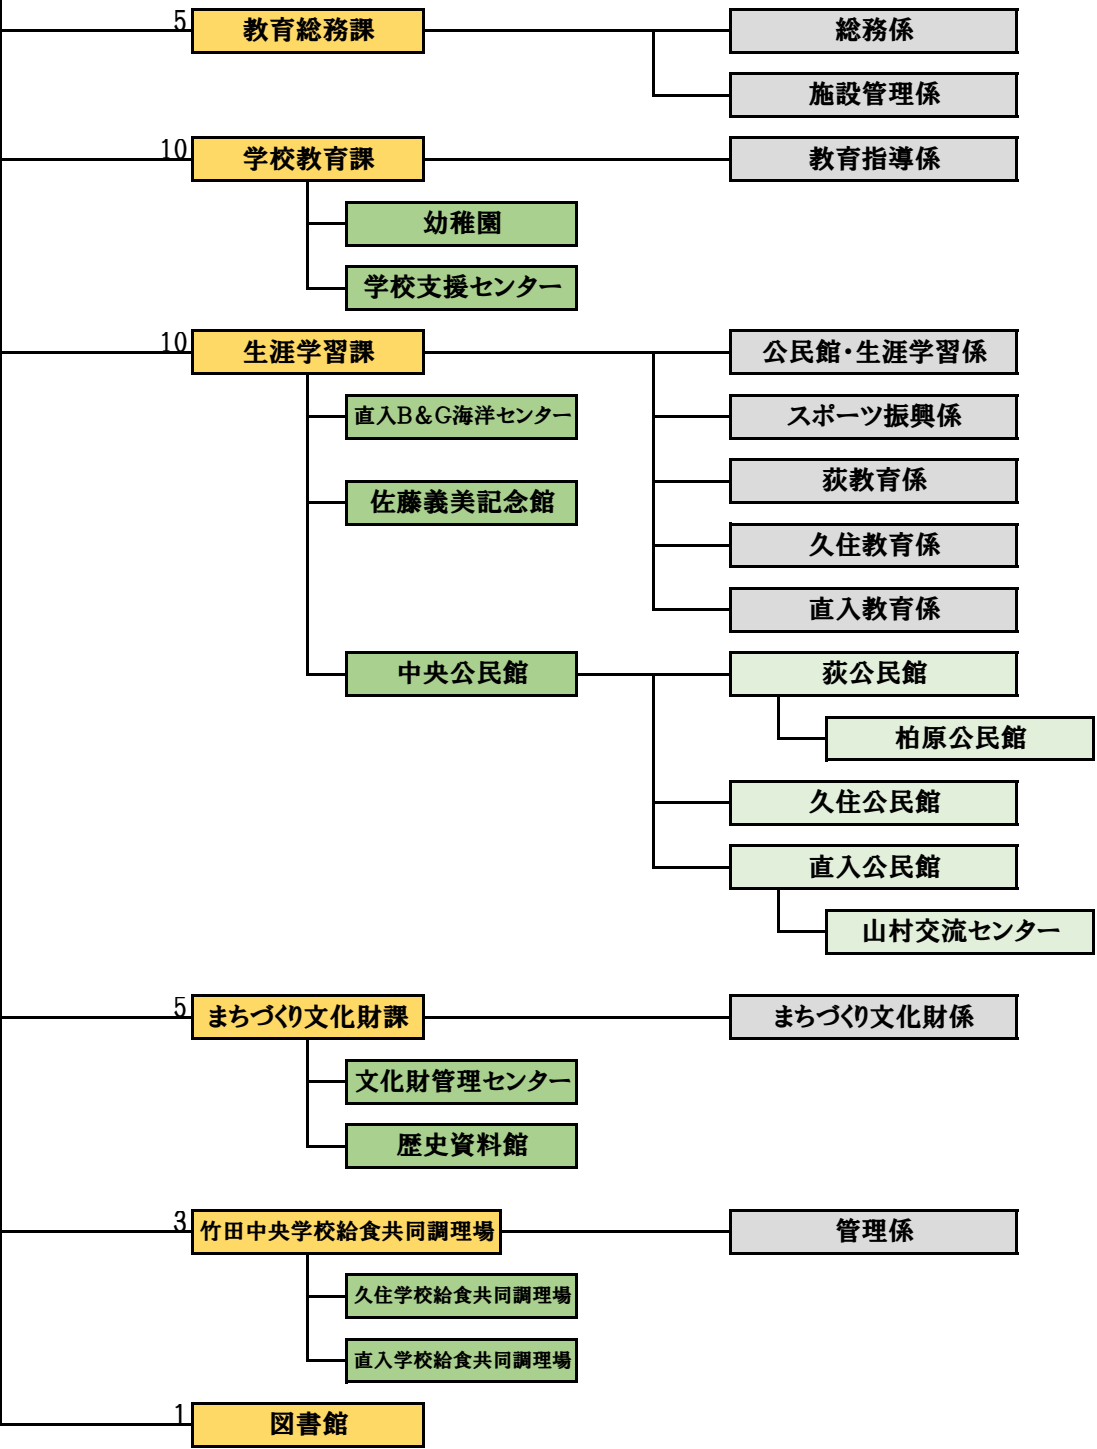 5
教育総務課
総務係
施設管理係
10
学校教育課
教育指導係
幼稚園
学校支援センター
10
生涯学習課
公民館・生涯学習係
直入B＆G海洋センター
スポーツ振興係
荻教育係
佐藤義美記念館
久住教育係
直入教育係
中央公民館
荻公民館
柏原公民館
久住公民館
直入公民館
山村交流センター
5
まちづくり文化財課
まちづくり文化財係
文化財管理センター
歴史資料館
3
竹田中央学校給食共同調理場
管理係
久住学校給食共同調理場
直入学校給食共同調理場
1
図書館